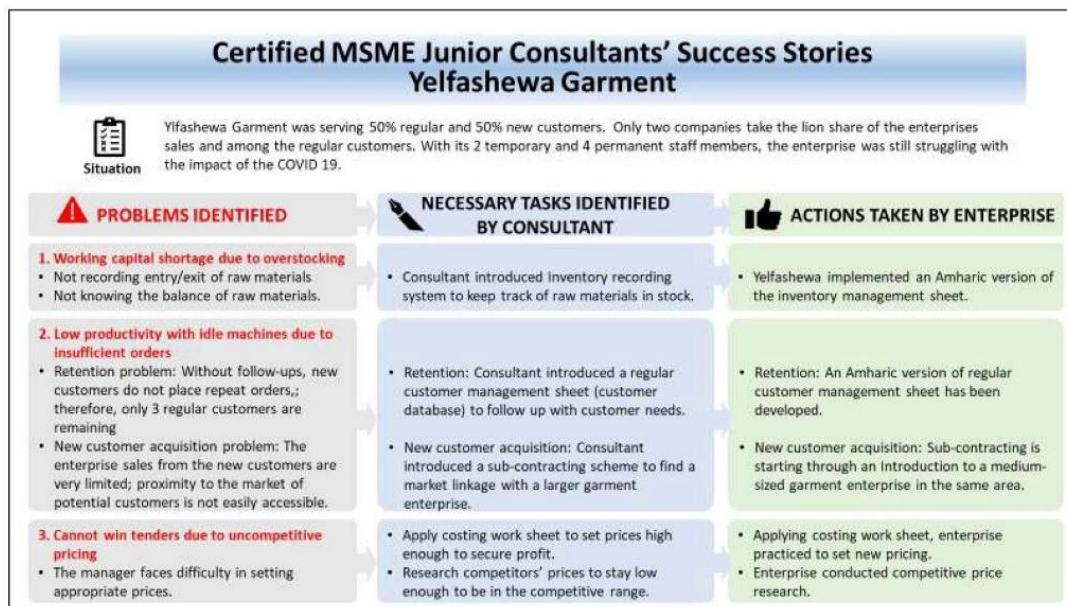 Certified MSME Junior Consultants' Success Stories
Yelfashewa Garment
Situation
Ylfashewa Garment was serving 50% regular and 50% new customers. Only two companies take the lion share of the enterprises
sales and among the regular customers. With its 2 temporary and 4 permanent staff members, the enterprise was still struggling with
the impact of the COVID 19.
PROBLEMS IDENTIFIED
NECESSARY TASKS IDENTIFIED
BY CONSULTANT
ACTIONS TAKEN BY ENTERPRISE
1. Working capital shortage due to overstocking
• Not recording entry/exit of raw materials
• Not knowing the balance of raw materials.
• Consultant introduced Inventory recording
system to keep track of raw materials in stock.
• Yelfashewa implemented an Amharic version of
the inventory management sheet.
2. Low productivity with idle machines due to
insufficient orders
• Retention problem: Without follow-ups, new
customers do not place repeat orders,;
therefore, only 3 regular customers are
remaining
• New customer acquisition problem: The
enterprise sales from the new customers are
very limited; proximity to the market of
potential customers is not easily accessible.
• Retention: Consultant introduced a regular
customer management sheet (customer
database) to follow up with customer needs.
• New customer acquisition: Consultant
introduced a sub-contracting scheme to find a
market linkage with a larger garment
enterprise.
• Retention: An Amharic version of regular
customer management sheet has been
developed.
• New customer acquisition: Sub-contracting is
starting through an Introduction to a medium-
sized garment enterprise in the same area.
3. Cannot win tenders due to uncompetitive
pricing
• The manager faces difficulty in setting
appropriate prices.
• Apply costing work sheet to set prices high
enough to secure profit.
• Research competitors' prices to stay low
enough to be in the competitive range.
• Applying costing work sheet, enterprise
practiced to set new pricing.
• Enterprise conducted competitive price
research.